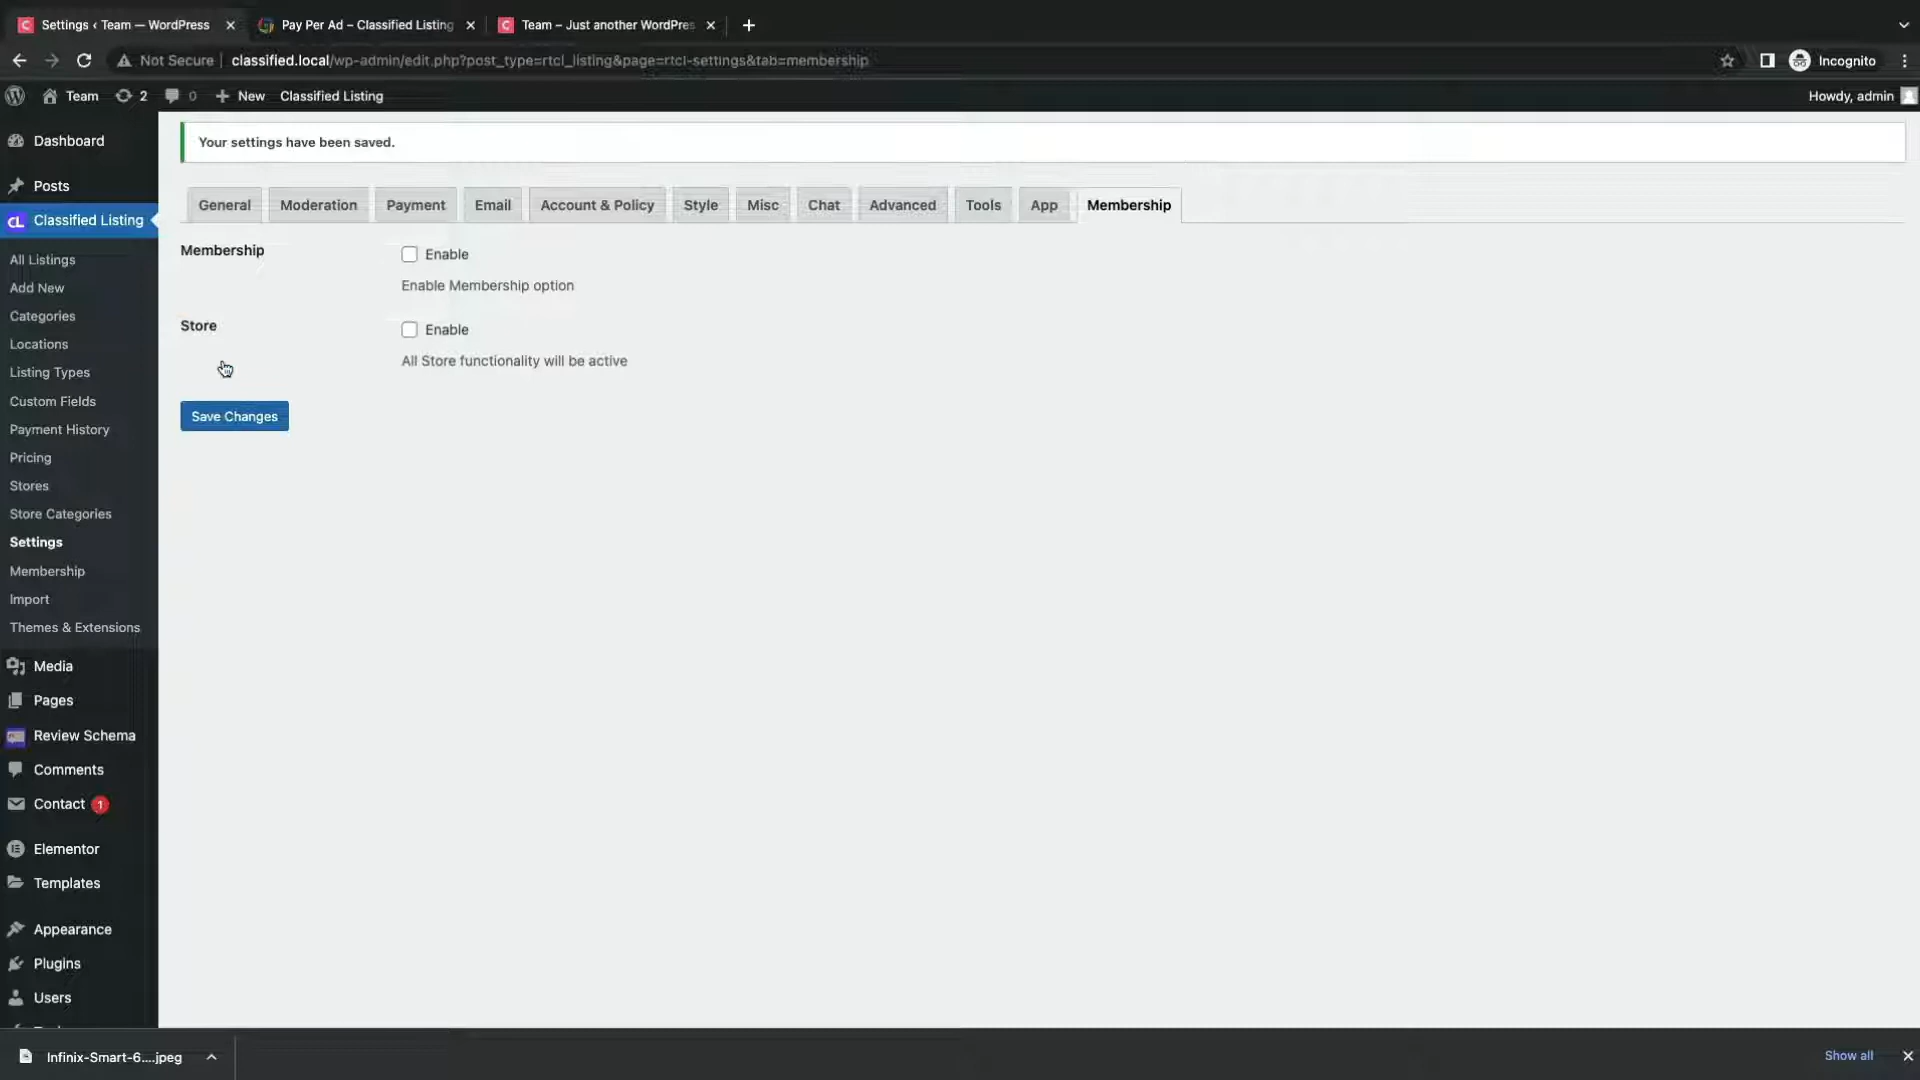 Settings ‹ Team — WordPress
Pay Per Ad – Classified Listing
Team – Just another WordPres
Not Secure
classified.local/wp-admin/edit.php?post_type=rtcl_listing&page=rtcl-settings&tab=membership
Incognito
Team
2
0
New
Classified Listing
Howdy, admin
Dashboard
Posts
Classified Listing
All Listings
Add New
Categories
Locations
Listing Types
Custom Fields
Payment History
Pricing
Stores
Store Categories
Settings
Membership
Import
Themes & Extensions
Media
Pages
Review Schema
Comments
Contact 1
Elementor
Templates
Appearance
Plugins
Users
Your settings have been saved.
General
Moderation
Payment
Email
Account & Policy
Style
Misc
Chat
Advanced
Tools
App
Membership
Membership
Enable
Enable Membership option
Store
Enable
All Store functionality will be active
Save Changes
Infinix-Smart-6....jpeg
Show all